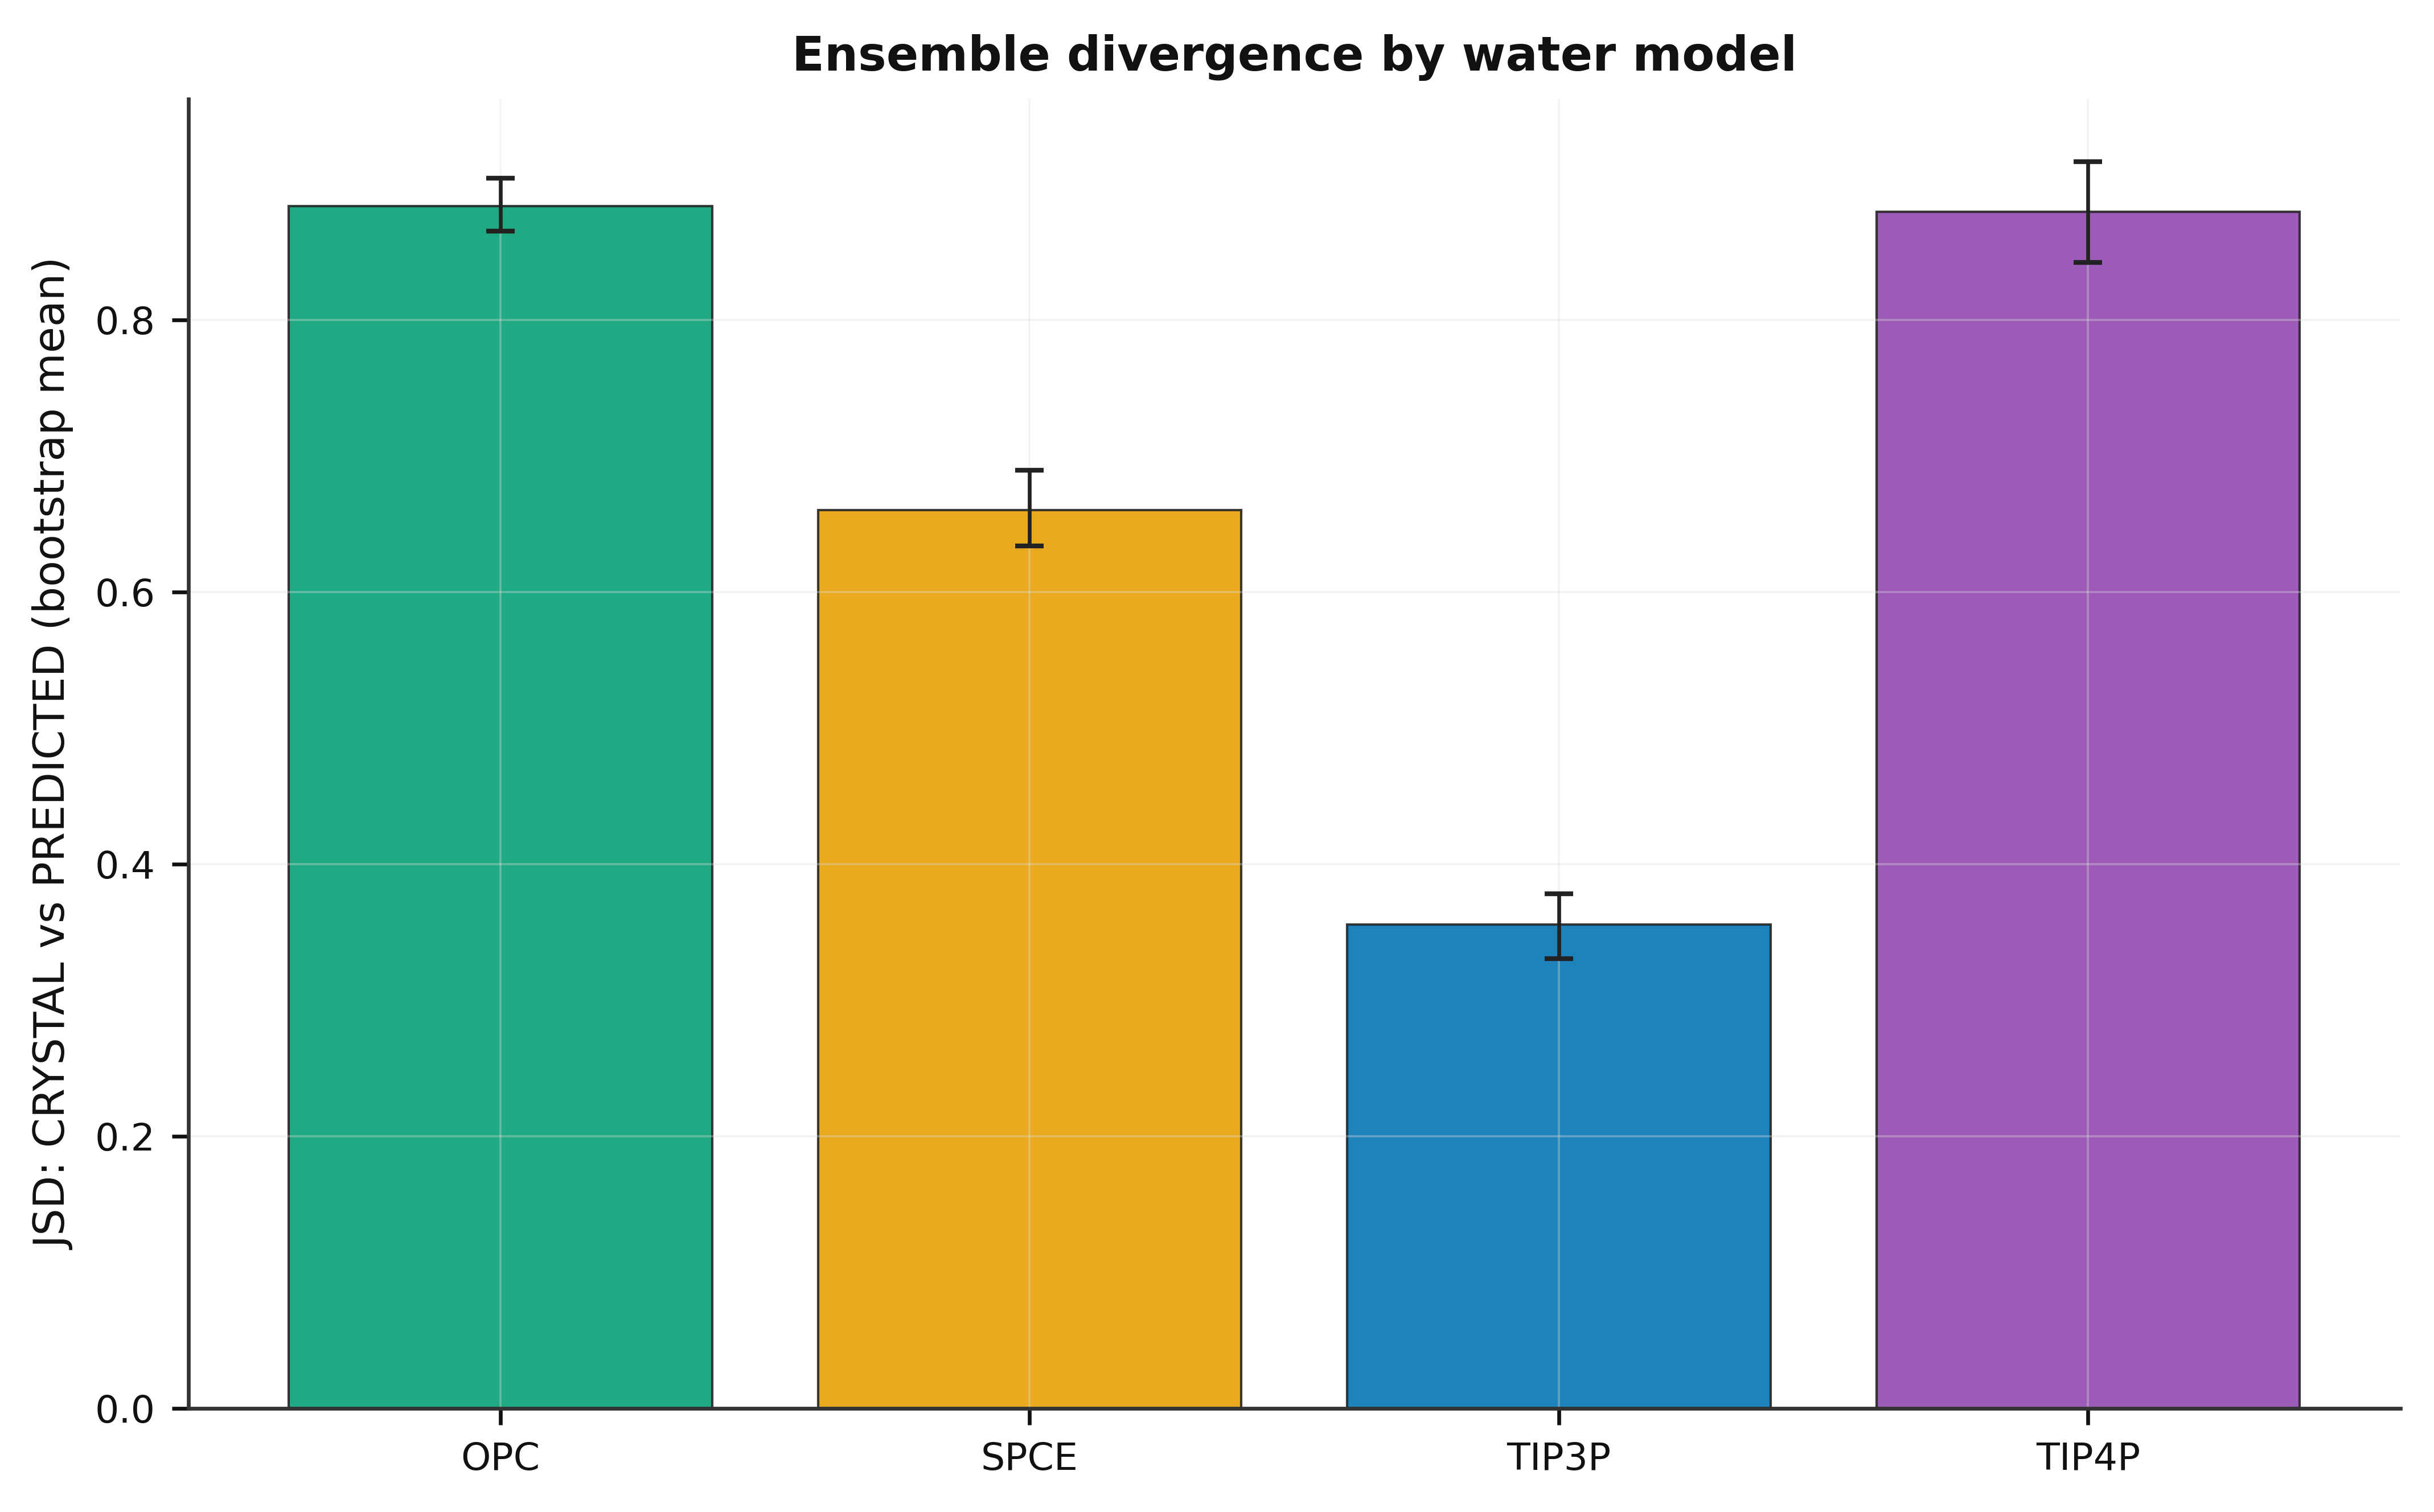 Ensemble divergence by water model
JSD: CRYSTAL vs PREDICTED (bootstrap mean)
0.8
0.6
0.4
0.2
0.0
OPC
SPCE
TIP3P
TIP4P